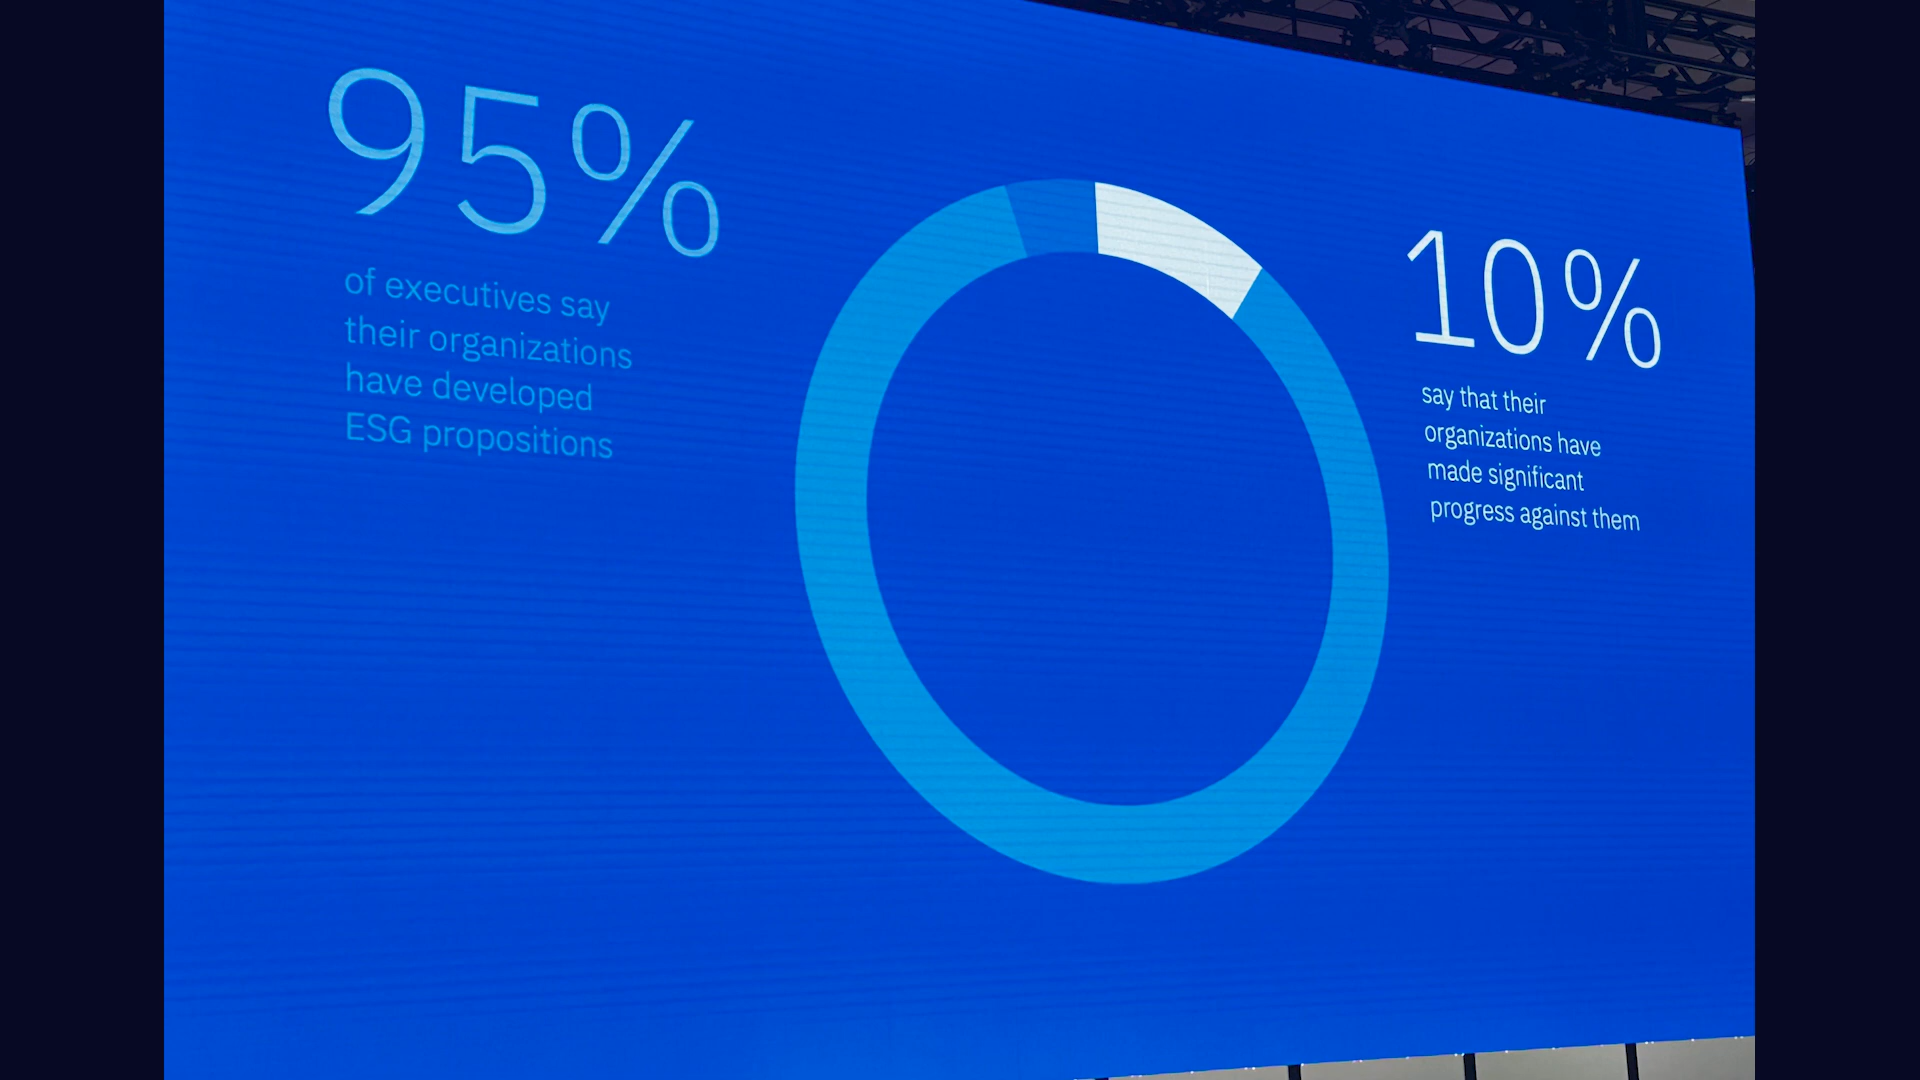 95%
of executives say
their organizations
have developed
ESG propositions
10%
say that their
organizations have
made significant
progress against them